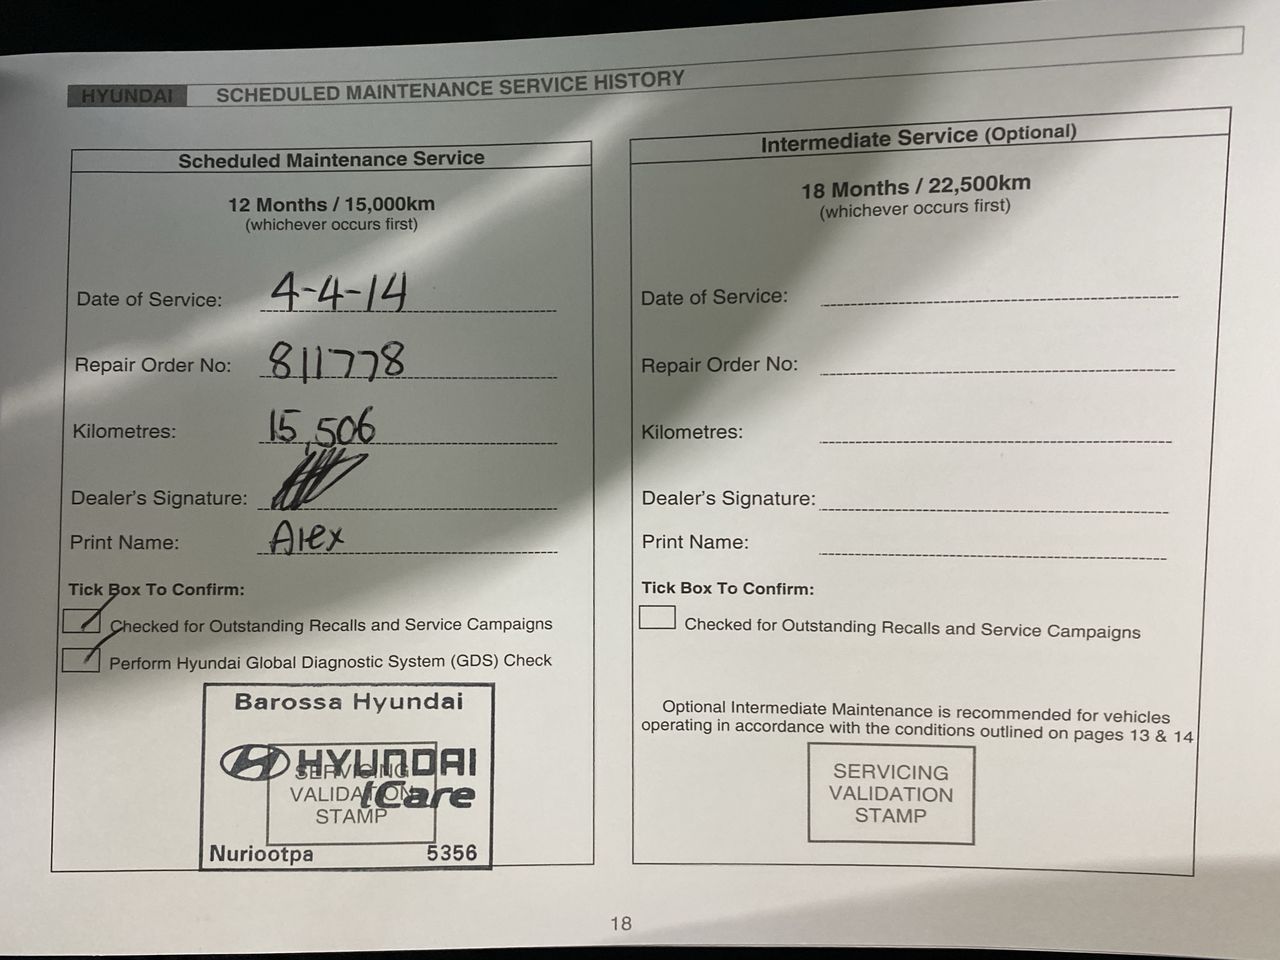 HYUNDAI SCHEDULED MAINTENANCE SERVICE HISTORY
Scheduled Maintenance Service
12 Months / 15,000km
(whichever occurs first)
Date of Service: 4-4-14
Repair Order No: 811778
Kilometres: 15,506
Dealer's Signature:
Print Name: Alex
Tick Box To Confirm:
Checked for Outstanding Recalls and Service Campaigns
Perform Hyundai Global Diagnostic System (GDS) Check
Barossa Hyundai
HYUNDAI
iCare
SERVICING
VALIDATION
STAMP
Nuriootpa 5356
Intermediate Service (Optional)
18 Months / 22,500km
(whichever occurs first)
Date of Service:
Repair Order No:
Kilometres:
Dealer's Signature:
Print Name:
Tick Box To Confirm:
Checked for Outstanding Recalls and Service Campaigns
Optional Intermediate Maintenance is recommended for vehicles
operating in accordance with the conditions outlined on pages 13 & 14
SERVICING
VALIDATION
STAMP
18